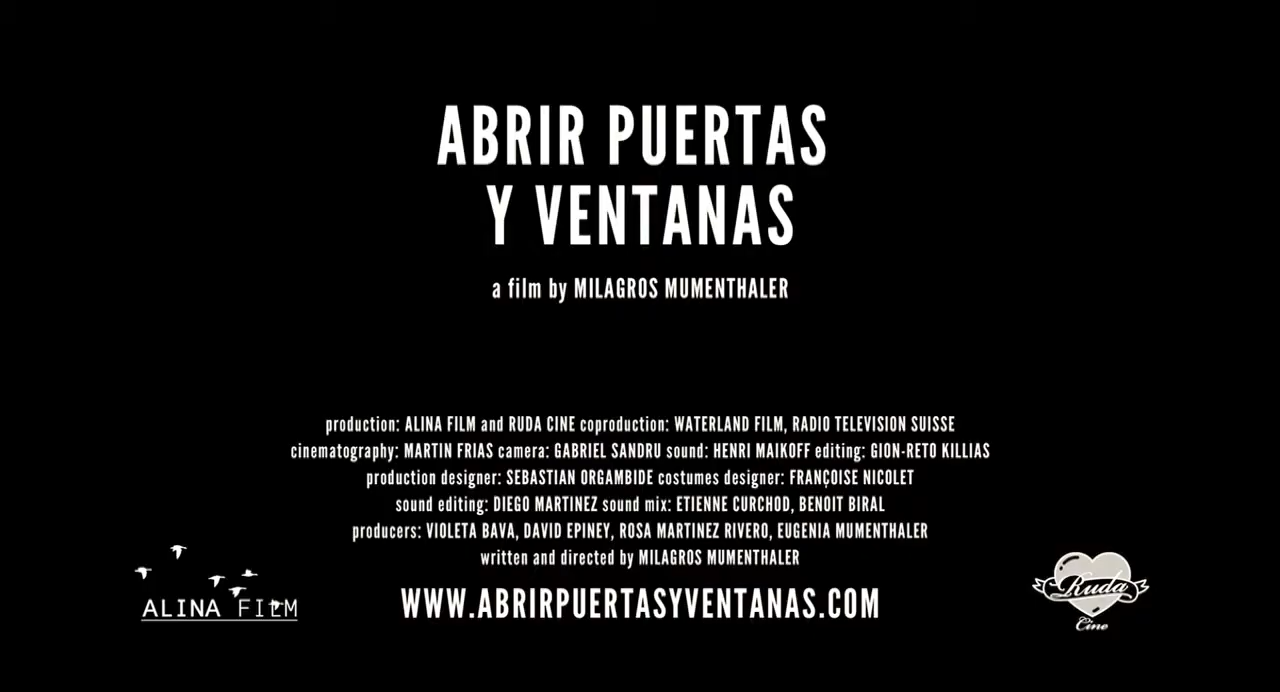 ABRIR PUERTAS
Y VENTANAS
a film by MILAGROS MUMENTHALER
production: ALINA FILM and RUDA CINE coproduction: WATERLAND FILM, RADIO TELEVISION SUISSE
cinematography: MARTIN FRIAS camera: GABRIEL SANDRU sound: HENRI MAIKOFF editing: GION-RETO KILLIAS
production designer: SEBASTIAN ORGAMBIDE costumes designer: FRANÇOISE NICOLET
sound editing: DIEGO MARTINEZ sound mix: ETIENNE CURCHOD, BENOIT BIRAL
producers: VIOLETA BAVA, DAVID EPINEY, ROSA MARTINEZ RIVERO, EUGENIA MUMENTHALER
written and directed by MILAGROS MUMENTHALER
WWW.ABRIRPUERTASYVENTANAS.COM
ALINA FILM
Ruda
Cine